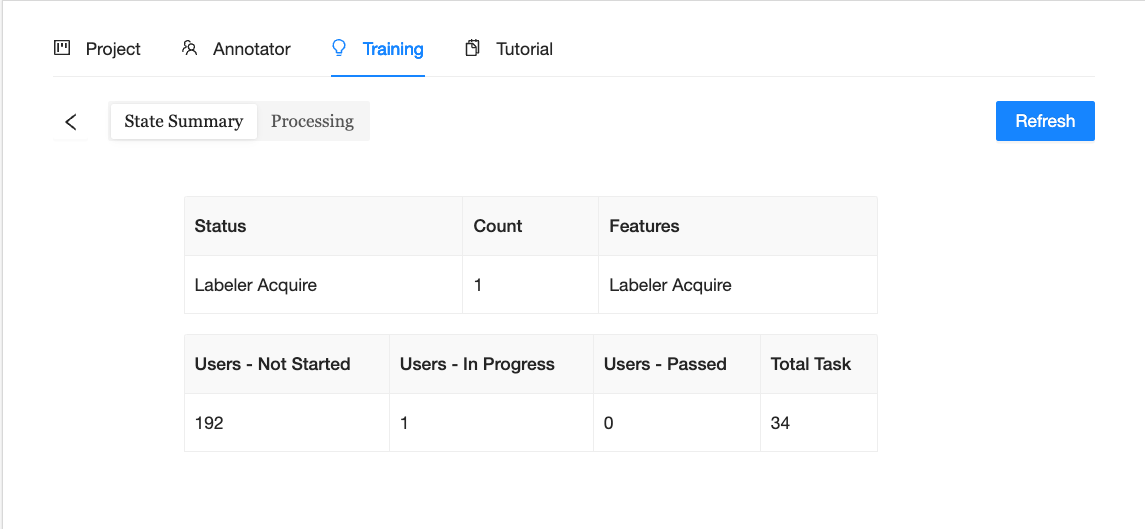 Project Annotator Training Tutorial
State Summary Processing Refresh
Status Count Features
Labeler Acquire 1 Labeler Acquire
Users - Not Started Users - In Progress Users - Passed Total Task
192 1 0 34